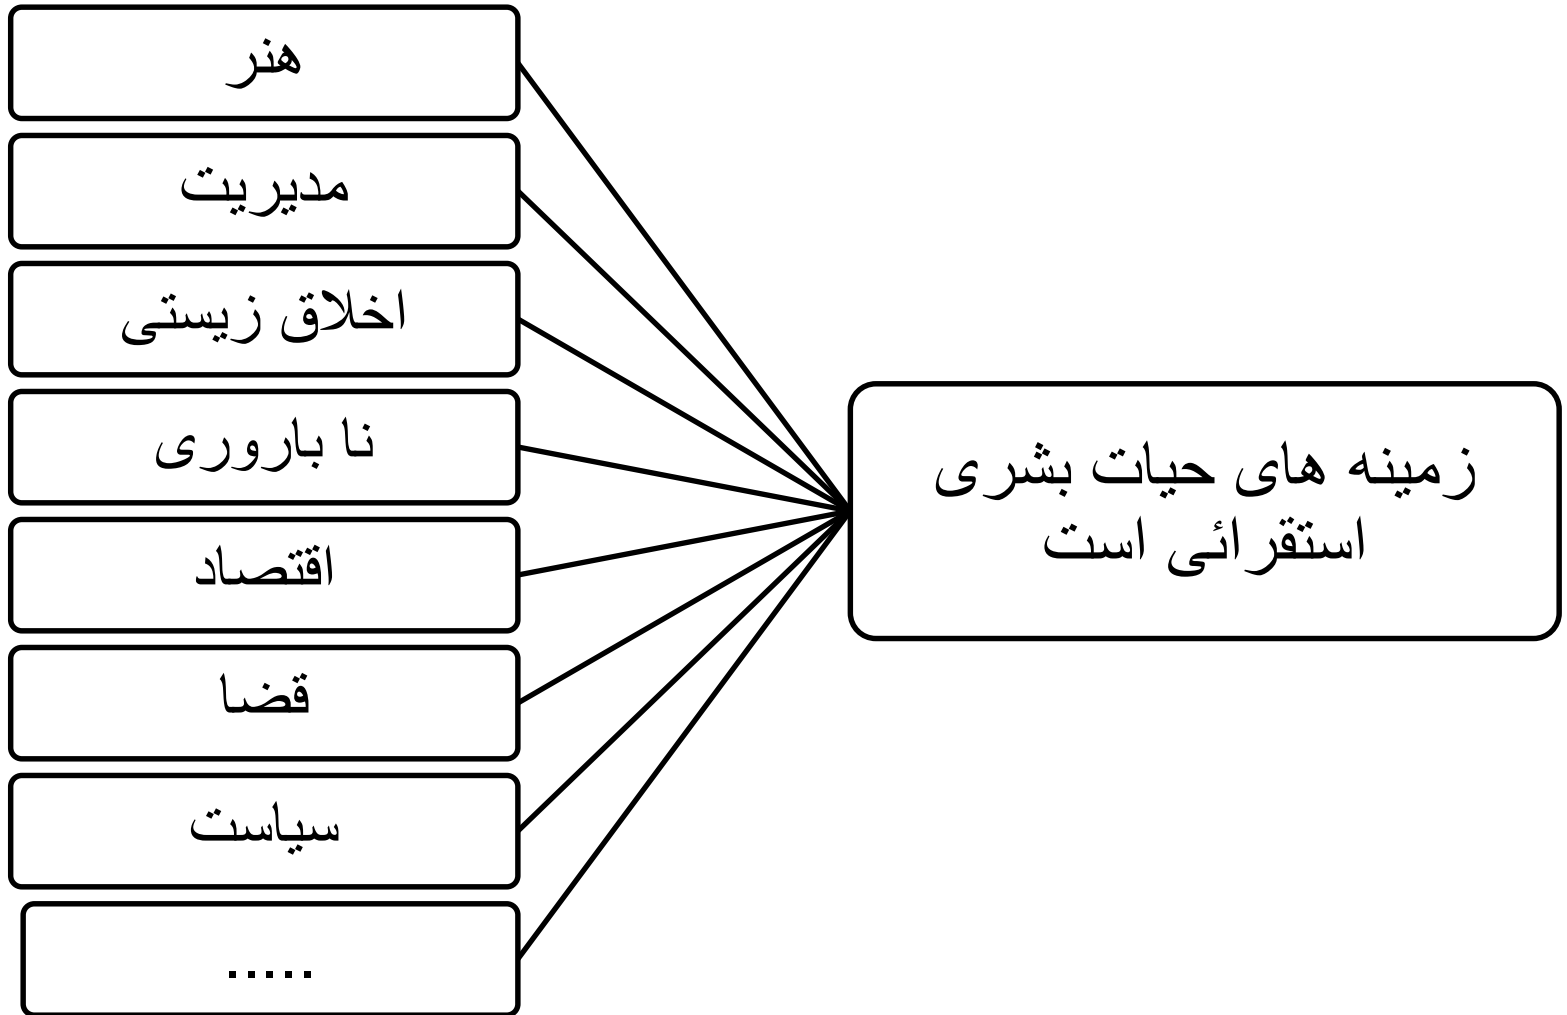 زمینه های حیات بشری
استقرائی است
هنر
مدیریت
اخلاق زیستی
نا باروری
اقتصاد
قضا
سیاست
.....